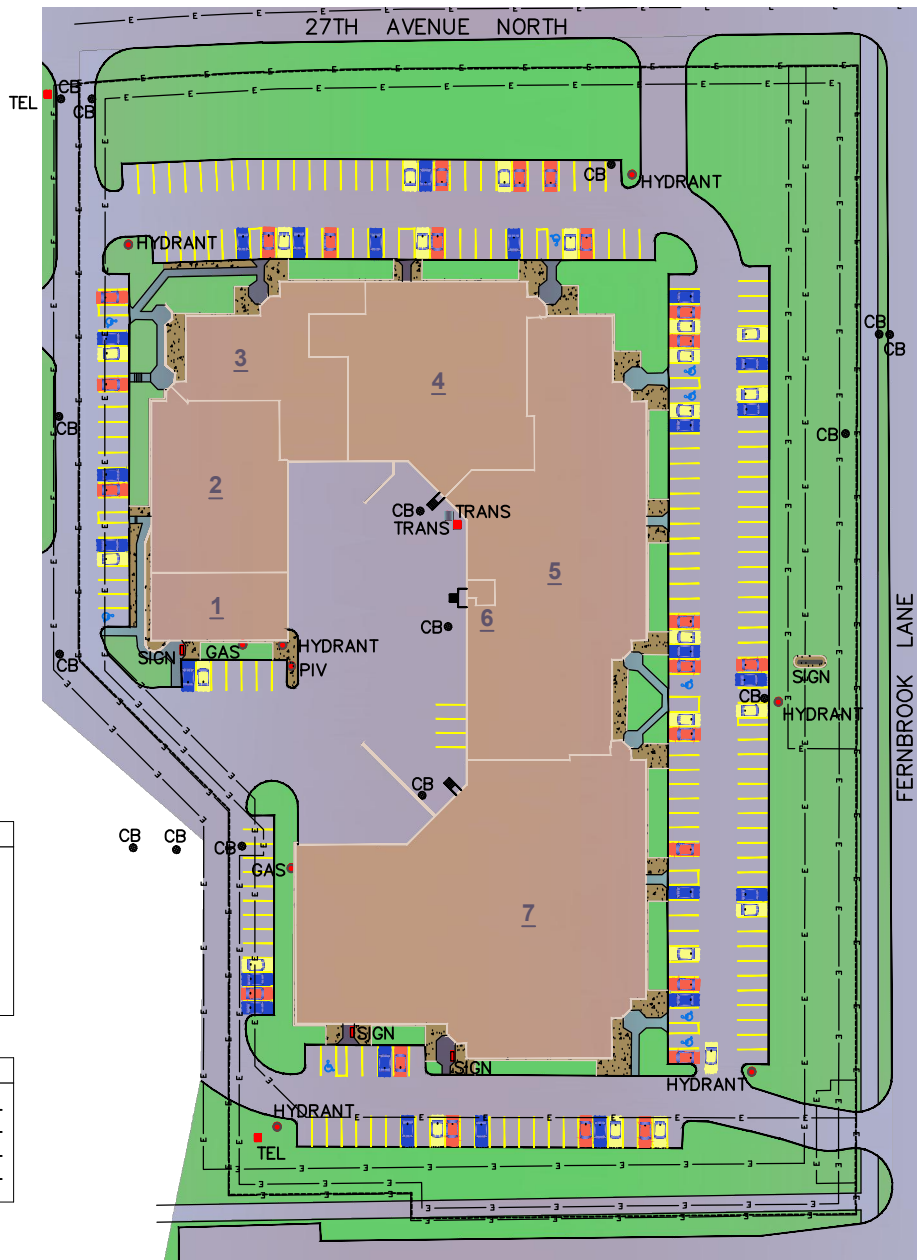 27TH AVENUE NORTH
CB
TEL
CB
CB
HYDRANT
HYDRANT
CB
CB
3
4
CB
CB
2
CB
TRANS
TRANS
5
1
6
CB
SIGN
GAS
HYDRANT
CB
PIV
SIGN
CB
HYDRANT
FERNBROOK LANE
CB
CB
CB
CB
GAS
7
SIGN
SIGN
HYDRANT
HYDRANT
TEL